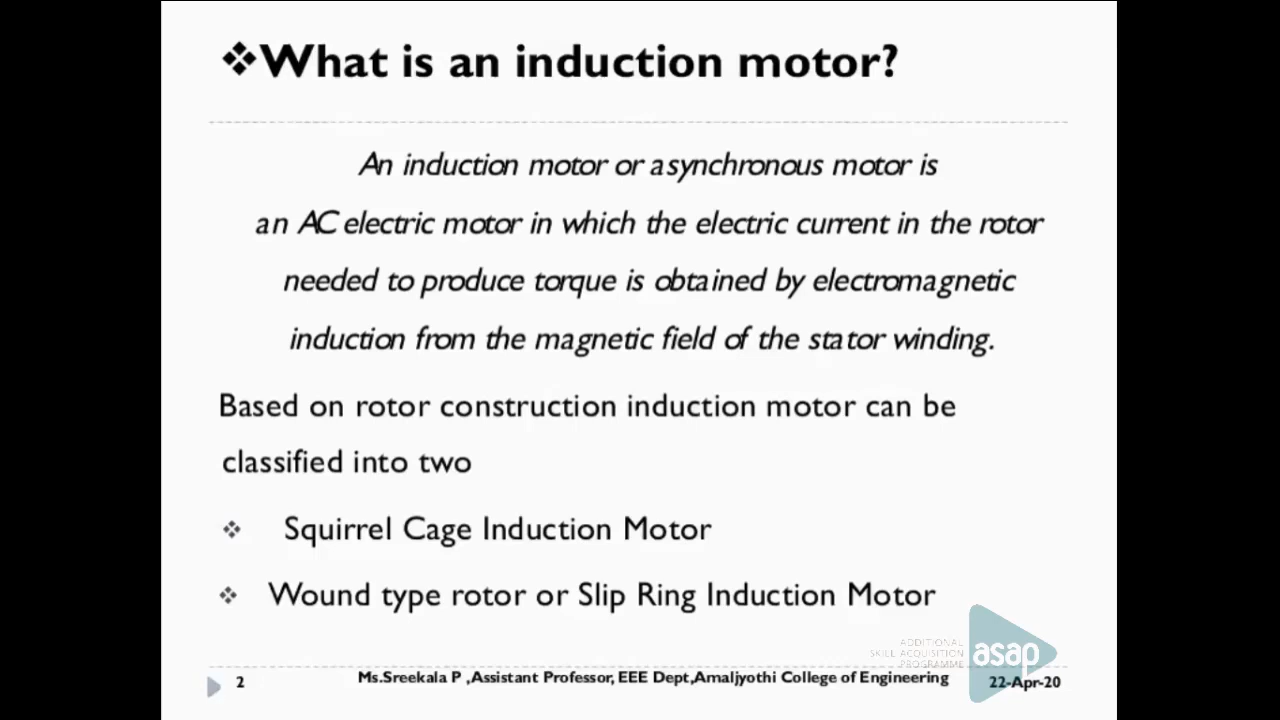 ❖What is an induction motor?
An induction motor or asynchronous motor is
an AC electric motor in which the electric current in the rotor
needed to produce torque is obtained by electromagnetic
induction from the magnetic field of the stator winding.
Based on rotor construction induction motor can be
classified into two
❖ Squirrel Cage Induction Motor
❖ Wound type rotor or Slip Ring Induction Motor
ADDITIONAL
SKILL ACQUISITION
PROGRAMME
asap
2
Ms.Sreekala P ,Assistant Professor, EEE Dept,Amaljyothi College of Engineering
22-Apr-20